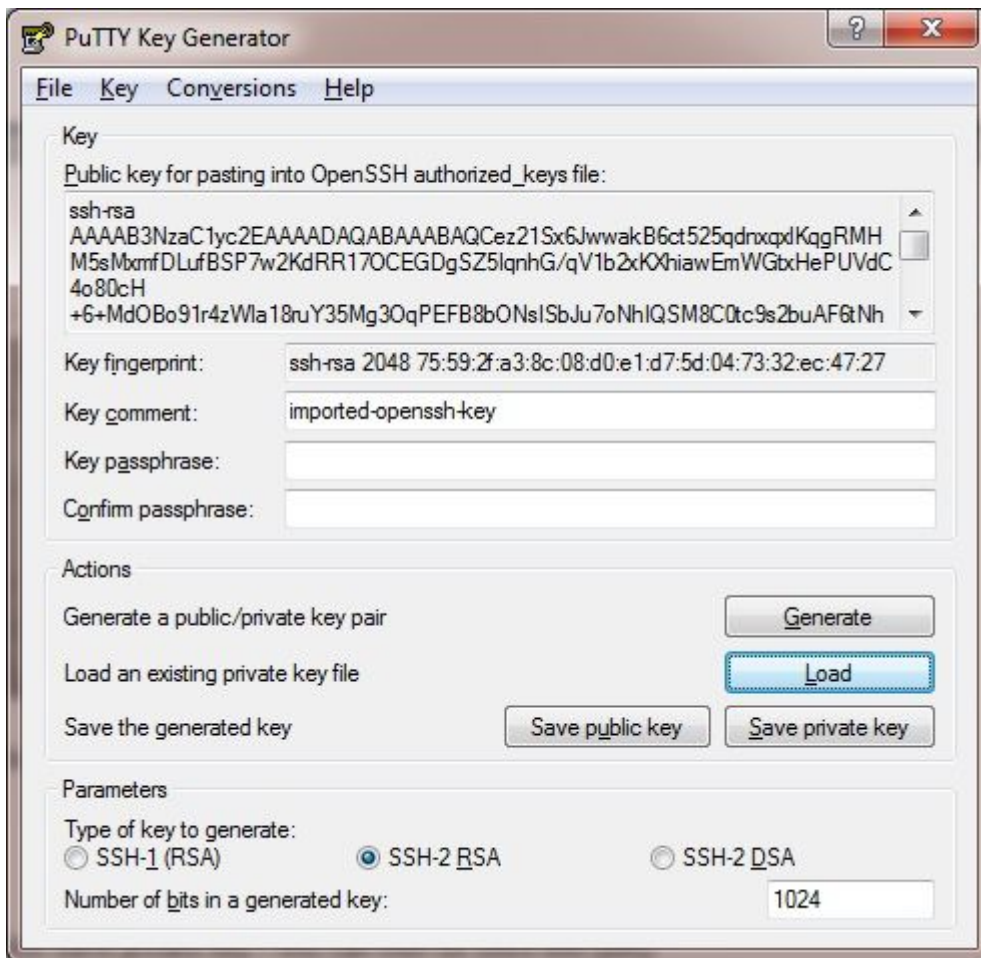 PuTTY Key Generator
File Key Conversions Help
Key
Public key for pasting into OpenSSH authorized_keys file:
ssh-rsa
AAAAB3NzaC1yc2EAAAADAQABAAABAQCez21Sx6JwwakB6ct525qdnxqxlKqgRMH
M5sMxmfDLufBSP7w2KdRR17OCEGDgSZ5lqnhG/qV1b2xKXhiawEmWGtxHePUVdC
4o80cH
+6+MdOBo91r4zWla18ruY35Mg3OqPEFB8bONsISbJu7oNhIQSM8C0tc9s2buAF6tNh
Key fingerprint: ssh-rsa 2048 75:59:2f:a3:8c:08:d0:e1:d7:5d:04:73:32:ec:47:27
Key comment: imported-openssh-key
Key passphrase:
Confirm passphrase:
Actions
Generate a public/private key pair Generate
Load an existing private key file Load
Save the generated key Save public key Save private key
Parameters
Type of key to generate:
SSH-1 (RSA) SSH-2 RSA SSH-2 DSA
Number of bits in a generated key: 1024